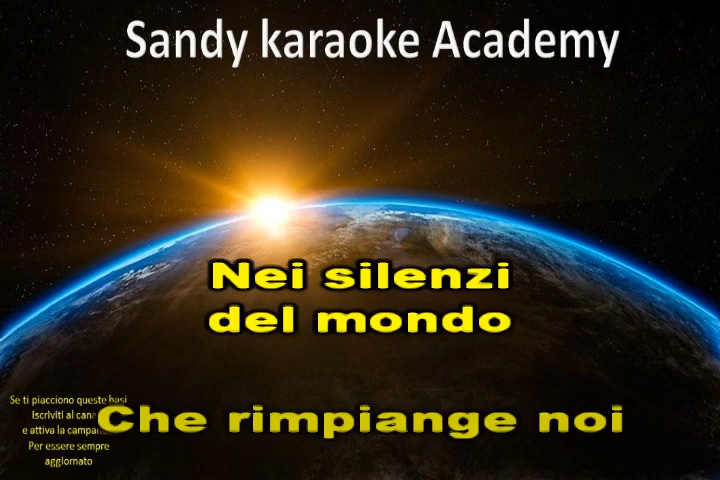 Sandy karaoke Academy
Nei silenzi
del mondo
Che rimpiange noi
Se ti piacciono queste basi
Iscriviti al
e attiva la
Per essere sempre
aggiornato